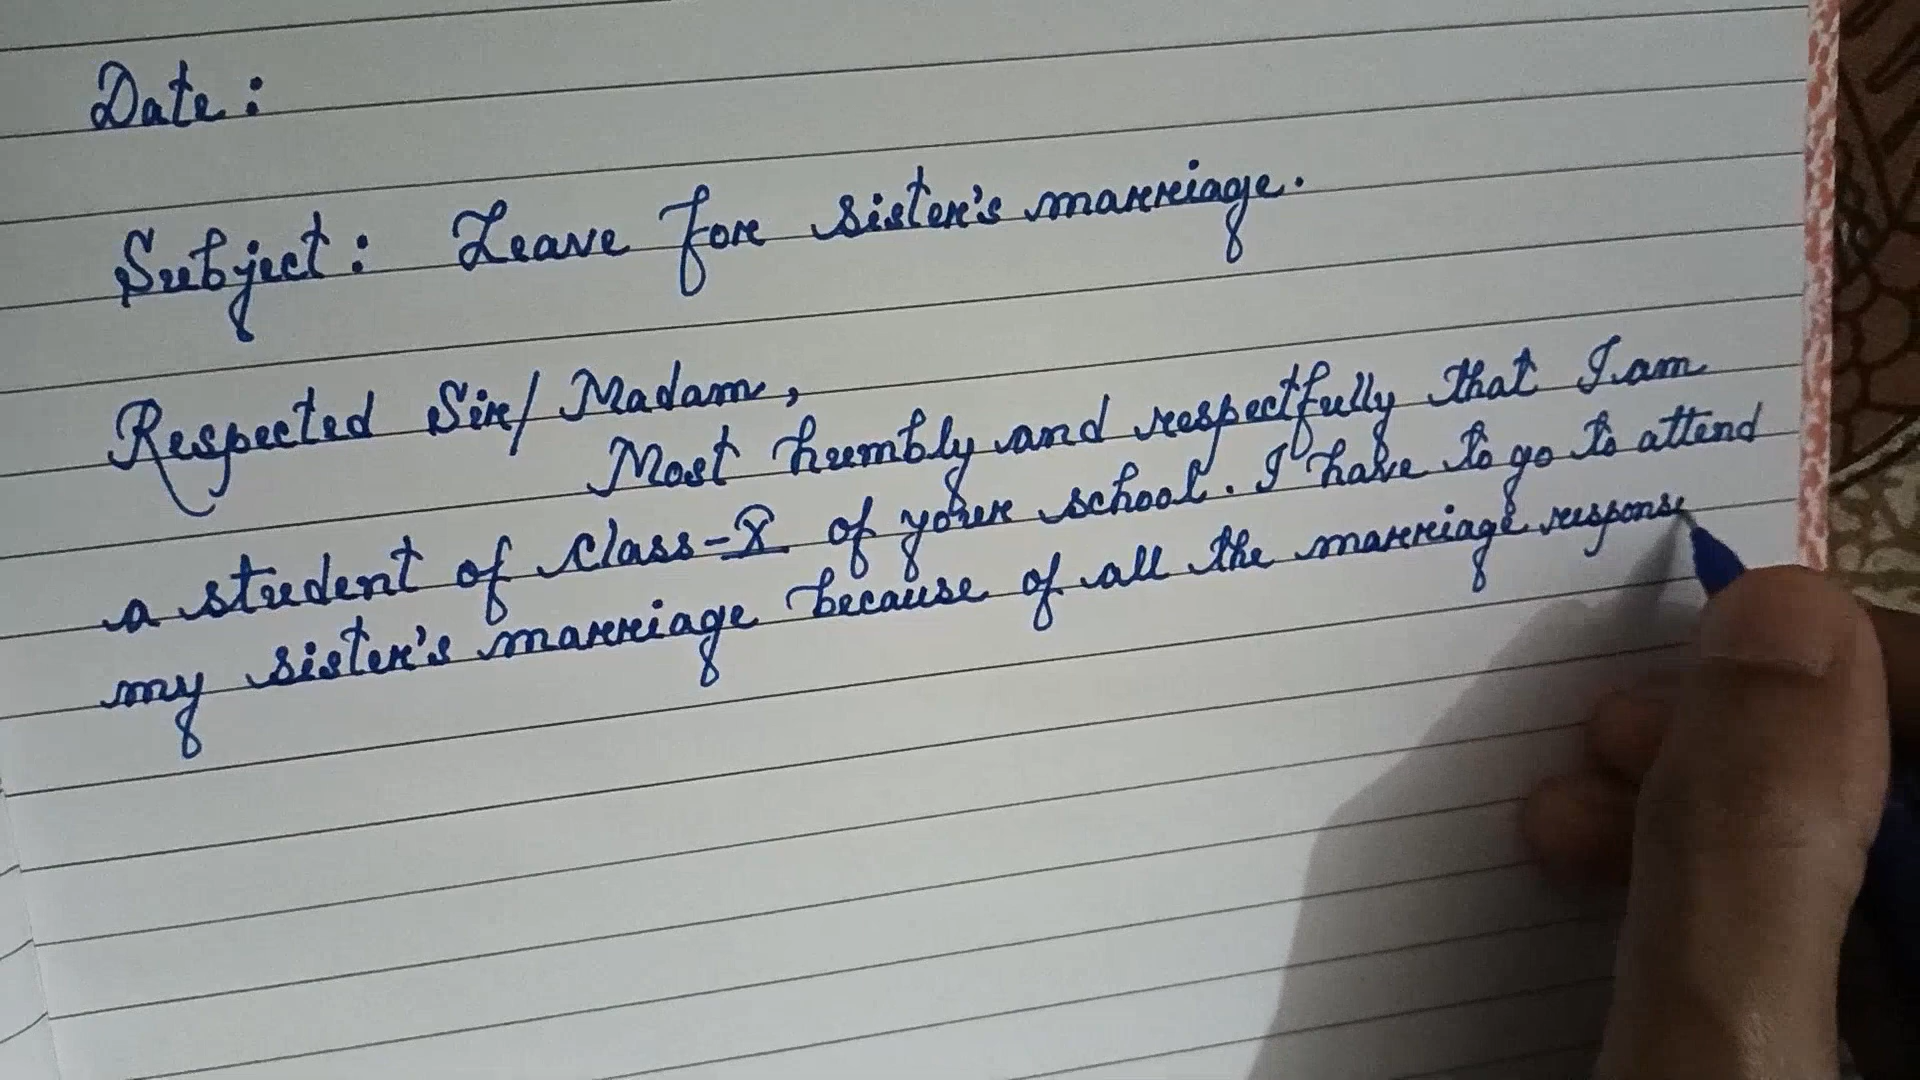 Date:
Subject: Leave for sister's marriage.
Respected Sir/ Madam,
Most humbly and respectfully that I am
a student of class-X of your school. I have to go to attend
my sister's marriage because of all the marriage response